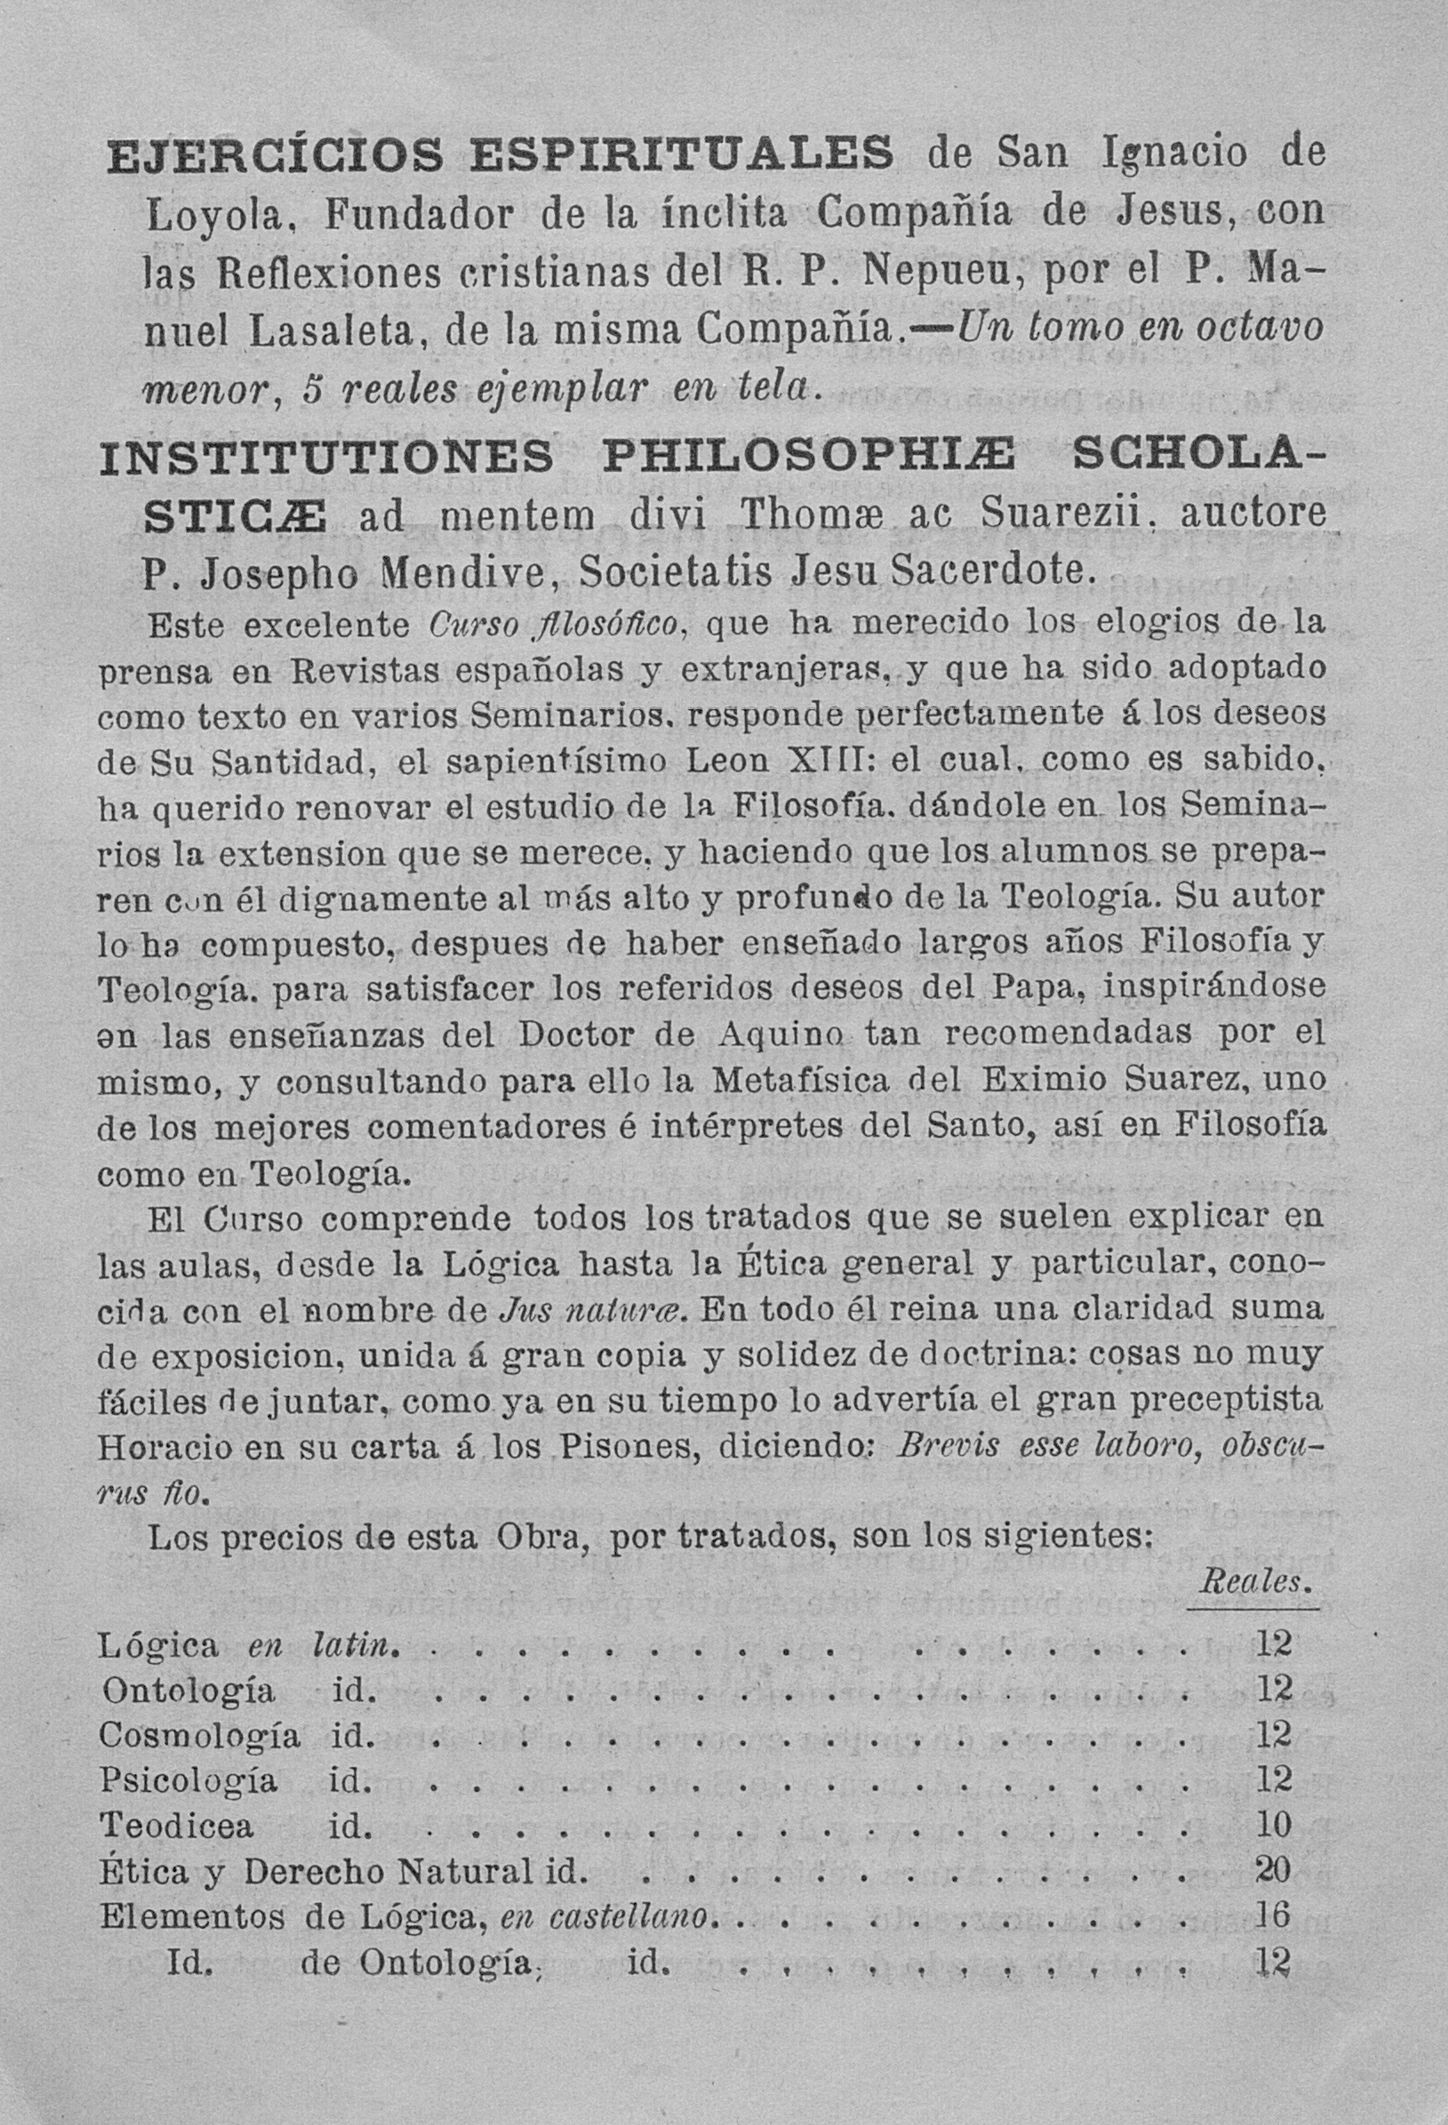 EJERCÍCIOS ESPIRITUALES de San Ignacio de
Loyola, Fundador de la ínclita Compañía de Jesus, con
las Reflexiones cristianas del R. P. Nepueu, por el P. Ma-
nuel Lasaleta, de la misma Compañía.—Un tomo en octavo
menor, 5 reales ejemplar en tela.
INSTITUTIONES PHILOSOPHIÆ SCHOLA-
STICÆ ad mentem divi Thomæ ac Suarezii, auctore
P. Josepho Mendive, Societatis Jesu Sacerdote.
Este excelente Curso filosófico, que ha merecido los elogios de la
prensa en Revistas españolas y extranjeras, y que ha sido adoptado
como texto en varios Seminarios, responde perfectamente á los deseos
de Su Santidad, el sapientísimo Leon XIII: el cual, como es sabido,
ha querido renovar el estudio de la Filosofía, dándole en los Semina-
rios la extension que se merece, y haciendo que los alumnos se prepa-
ren con él dignamente al más alto y profundo de la Teología. Su autor
lo ha compuesto, despues de haber enseñado largos años Filosofía y
Teología, para satisfacer los referidos deseos del Papa, inspirándose
en las enseñanzas del Doctor de Aquino tan recomendadas por el
mismo, y consultando para ello la Metafísica del Eximio Suarez, uno
de los mejores comentadores é intérpretes del Santo, así en Filosofía
como en Teología.
El Curso comprende todos los tratados que se suelen explicar en
las aulas, desde la Lógica hasta la Ética general y particular, cono-
cida con el nombre de Jus naturæ. En todo él reina una claridad suma
de exposicion, unida á gran copia y solidez de doctrina: cosas no muy
fáciles de juntar, como ya en su tiempo lo advertía el gran preceptista
Horacio en su carta á los Pisones, diciendo: Brevis esse laboro, obscu-
rus fio.
Los precios de esta Obra, por tratados, son los sigientes:
Reales.
Lógica en latin. . . . . . . . . . . . . . . . . . 12
Ontología id. . . . . . . . . . . . . . . . . . . 12
Cosmología id. . . . . . . . . . . . . . . . . . . 12
Psicología id. . . . . . . . . . . . . . . . . . . 12
Teodicea id. . . . . . . . . . . . . . . . . . . 10
Ética y Derecho Natural id. . . . . . . . . . . . . . 20
Elementos de Lógica, en castellano. . . . . . . . . . . . 16
Id. de Ontología, id. . . . . . . . . . . . 12